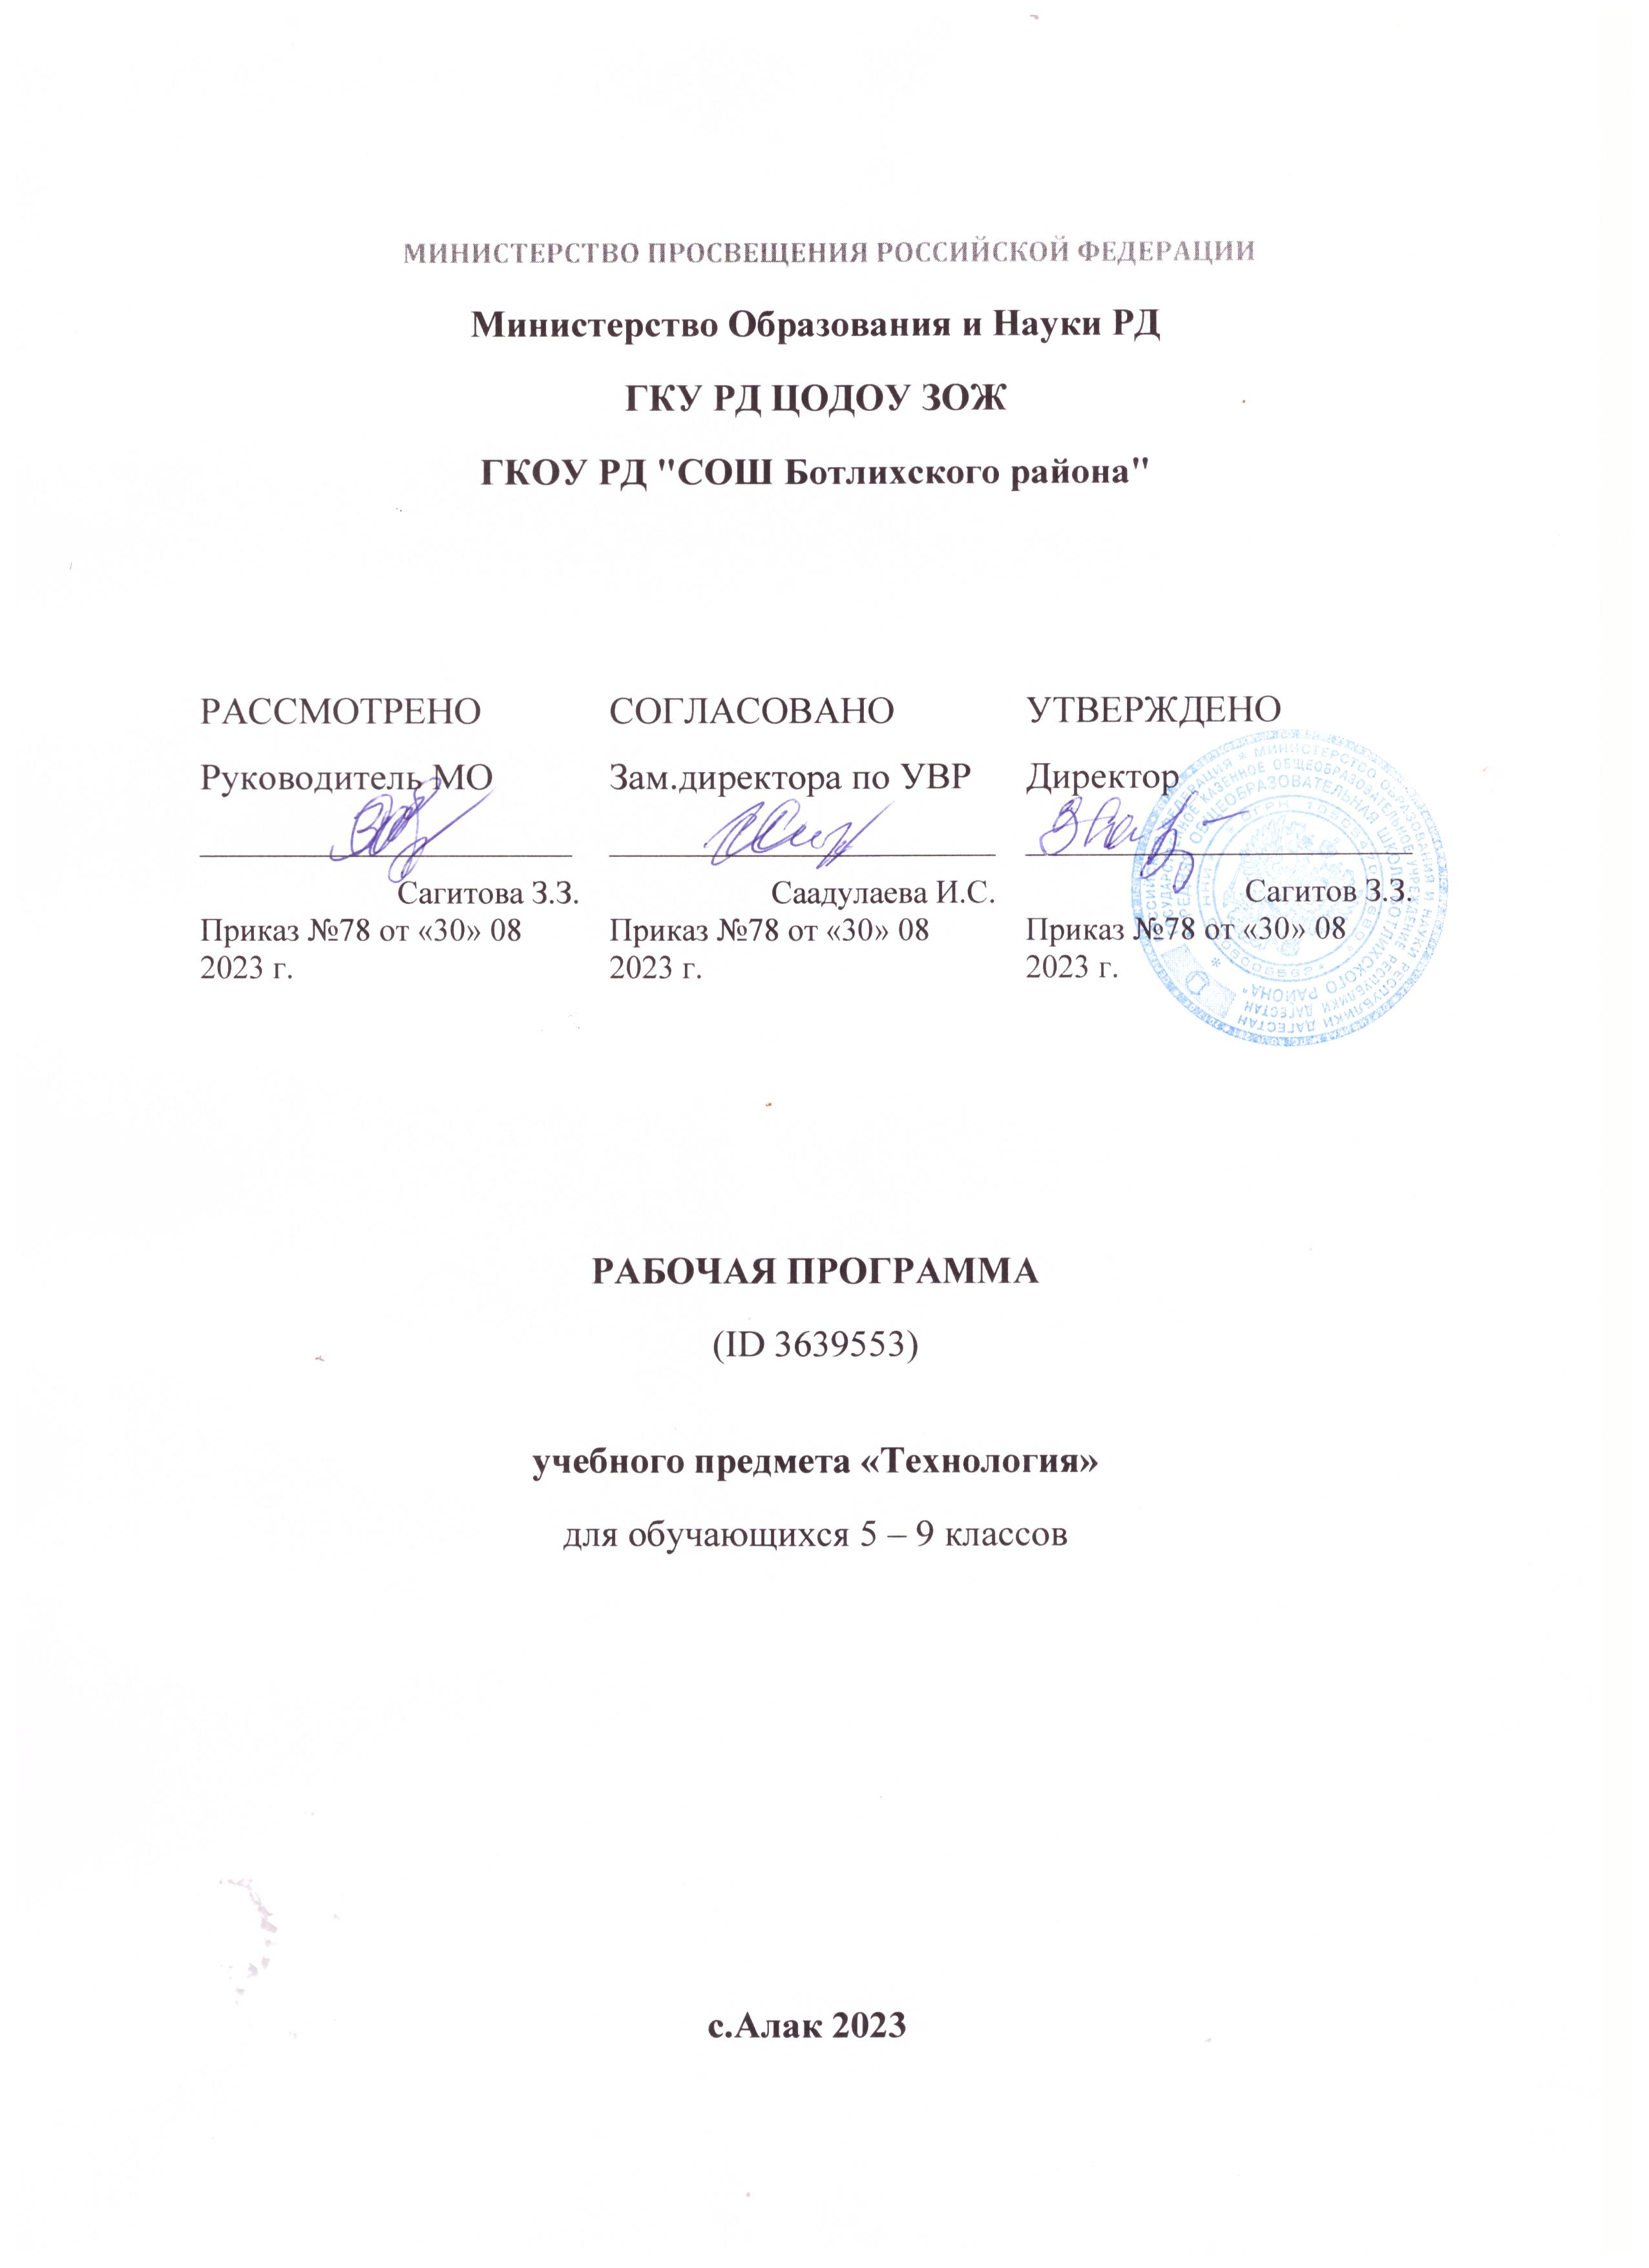 МИНИСТЕРСТВО ПРОСВЕЩЕНИЯ РОССИЙСКОЙ ФЕДЕРАЦИИ
Министерство Образования и Науки РД
ГКУ РД ЦОДОУ ЗОЖ
ГКОУ РД "СОШ Ботлихского района"
РАССМОТРЕНО
Руководитель МО
Сагитова З.З.
Приказ №78 от «30» 08
2023 г.
СОГЛАСОВАНО
Зам.директора по УВР
Саадулаева И.С.
Приказ №78 от «30» 08
2023 г.
УТВЕРЖДЕНО
Директор
Сагитов З.З.
Приказ №78 от «30» 08
2023 г.
РАБОЧАЯ ПРОГРАММА
(ID 3639553)
учебного предмета «Технология»
для обучающихся 5 – 9 классов
с.Алак 2023